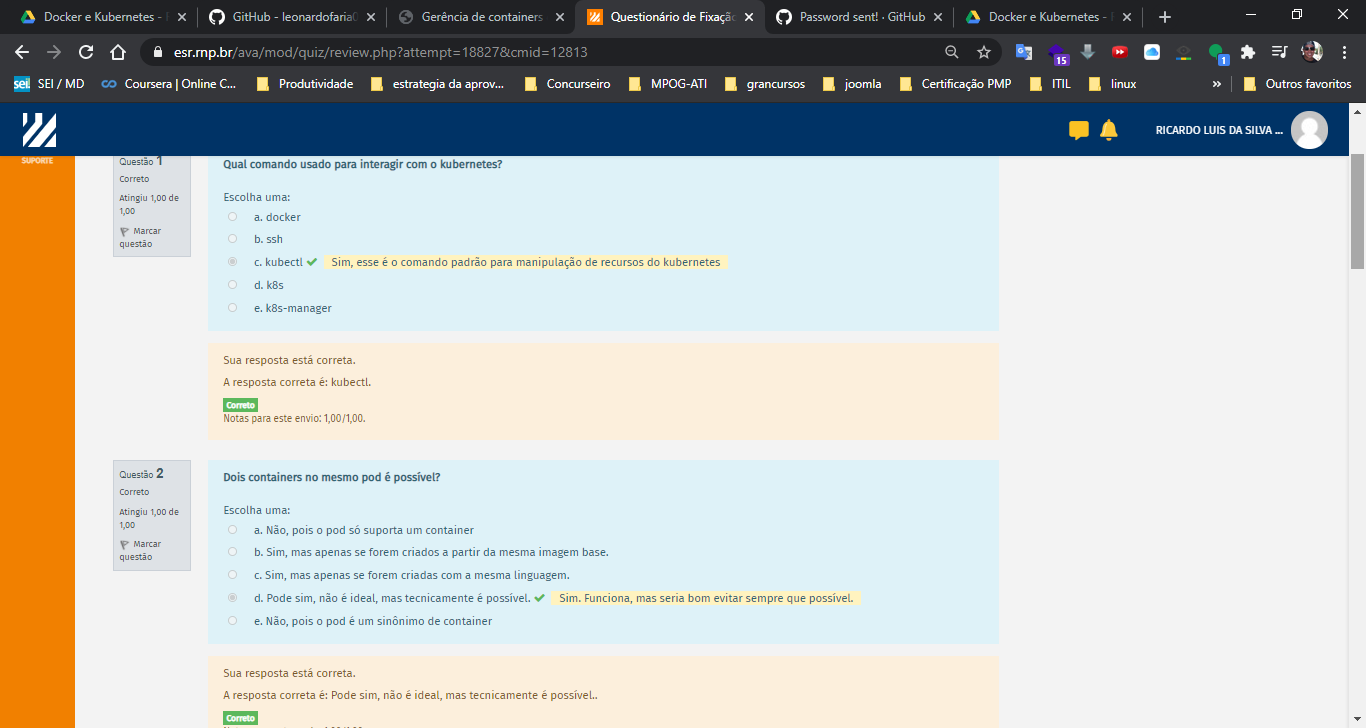 Docker e Kubernetes -
GitHub - leonardofaria
Gerência de containers
Questionário de Fixaçã
Password sent! · GitHub
Docker e Kubernetes -
esr.rnp.br/ava/mod/quiz/review.php?attempt=18827&cmid=12813
15
1
SEI / MD
Coursera | Online C...
Produtividade
estrategia da aprov...
Concurseiro
MPOG-ATI
grancursos
joomla
Certificação PMP
ITIL
linux
»
Outros favoritos
RICARDO LUIS DA SILVA ...
SUPORTE
Questão 1
Correto
Atingiu 1,00 de
1,00
Marcar
questão
Qual comando usado para interagir com o kubernetes?
Escolha uma:
a. docker
b. ssh
c. kubectl Sim, esse é o comando padrão para manipulação de recursos do kubernetes
d. k8s
e. k8s-manager
Sua resposta está correta.
A resposta correta é: kubectl.
Correto
Notas para este envio: 1,00/1,00.
Questão 2
Correto
Atingiu 1,00 de
1,00
Marcar
questão
Dois containers no mesmo pod é possível?
Escolha uma:
a. Não, pois o pod só suporta um container
b. Sim, mas apenas se forem criados a partir da mesma imagem base.
c. Sim, mas apenas se forem criadas com a mesma linguagem.
d. Pode sim, não é ideal, mas tecnicamente é possível. Sim. Funciona, mas seria bom evitar sempre que possível.
e. Não, pois o pod é um sinônimo de container
Sua resposta está correta.
A resposta correta é: Pode sim, não é ideal, mas tecnicamente é possível..
Correto